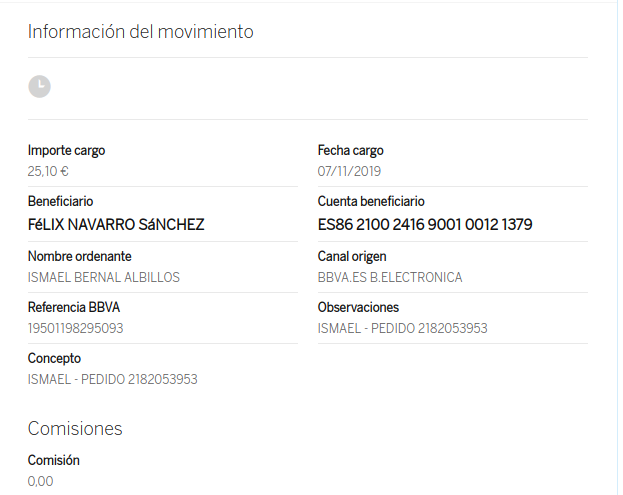 Información del movimiento
Importe cargo
Fecha cargo
25,10 €
07/11/2019
Beneficiario
Cuenta beneficiario
FéLIX NAVARRO SáNCHEZ
ES86 2100 2416 9001 0012 1379
Nombre ordenante
Canal origen
ISMAEL BERNAL ALBILLOS
BBVA.ES B.ELECTRONICA
Referencia BBVA
Observaciones
19501198295093
ISMAEL - PEDIDO 2182053953
Concepto
ISMAEL - PEDIDO 2182053953
Comisiones
Comisión
0,00